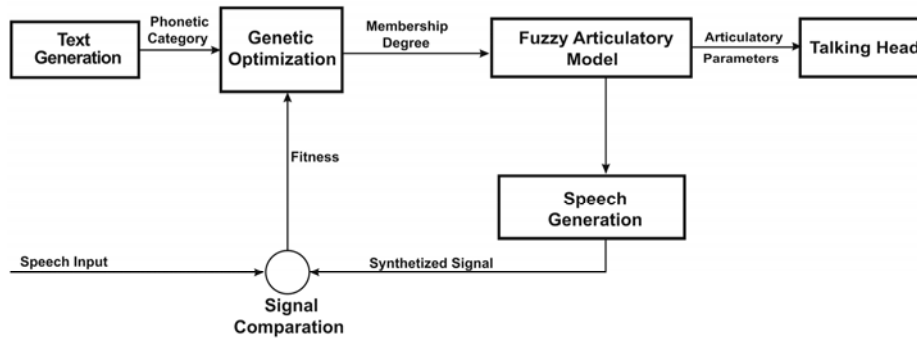 Text
Generation
Phonetic
Category
Genetic
Optimization
Membership
Degree
Fuzzy Articulatory
Model
Articulatory
Parameters
Talking Head
Fitness
Speech
Generation
Speech Input
Synthetized Signal
Signal
Comparation